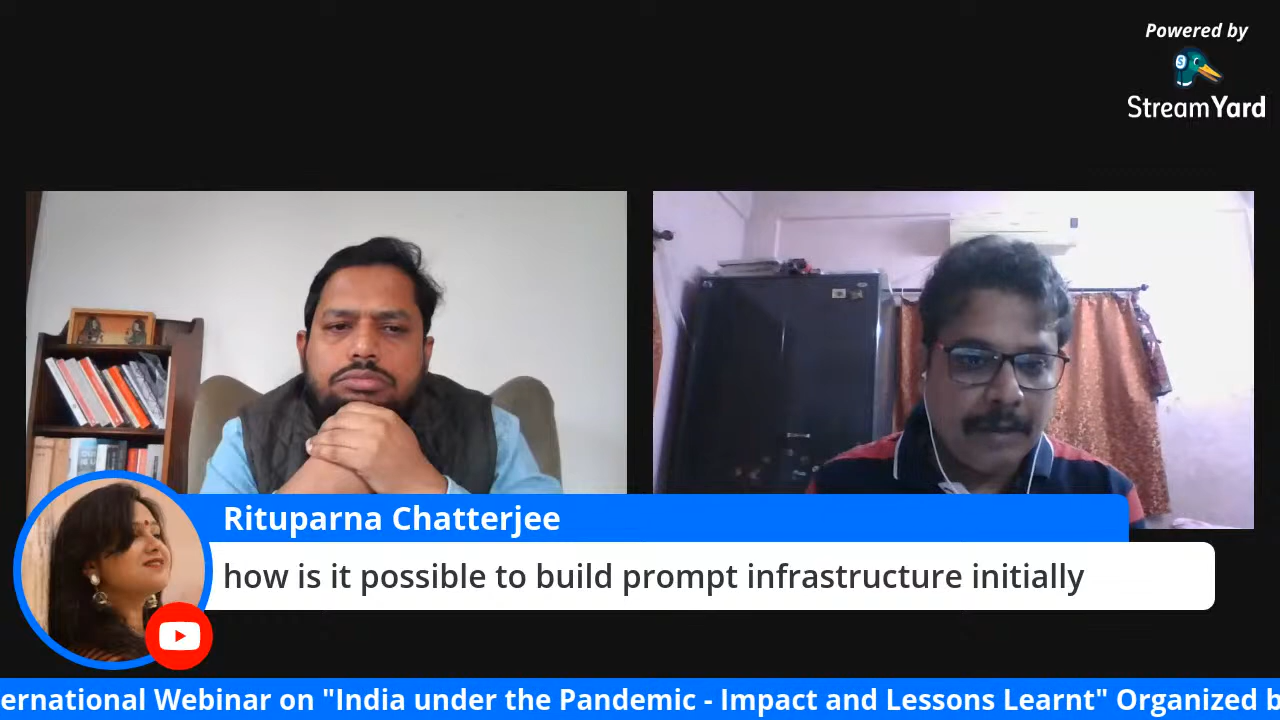 Powered by
StreamYard
Rituparna Chatterjee
how is it possible to build prompt infrastructure initially
ernational Webinar on "India under the Pandemic - Impact and Lessons Learnt" Organized b